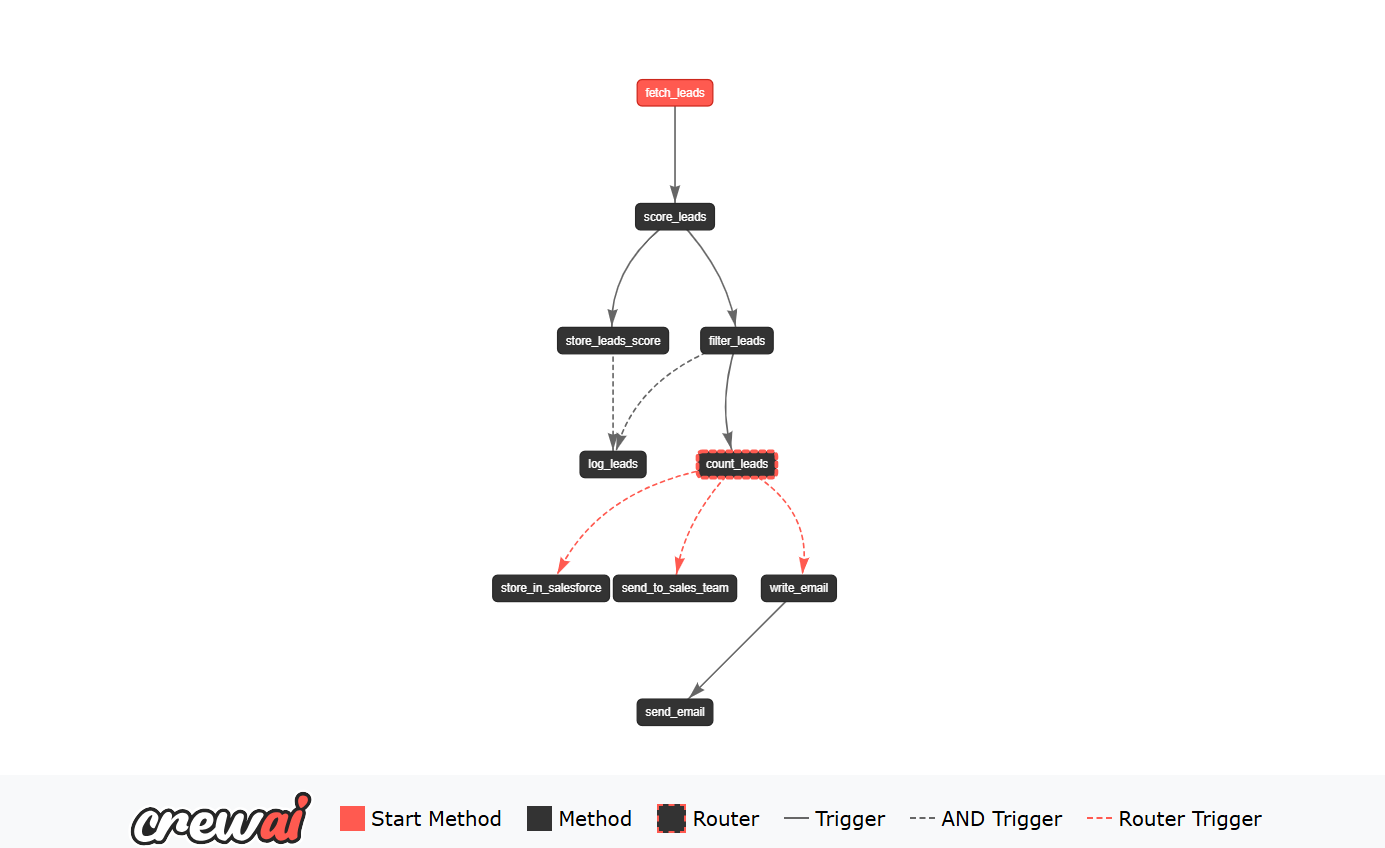 fetch_leads
score_leads
store_leads_score filter_leads
log_leads count_leads
store_in_salesforce send_to_sales_team write_email
send_email
crewai Start Method Method Router Trigger AND Trigger Router Trigger